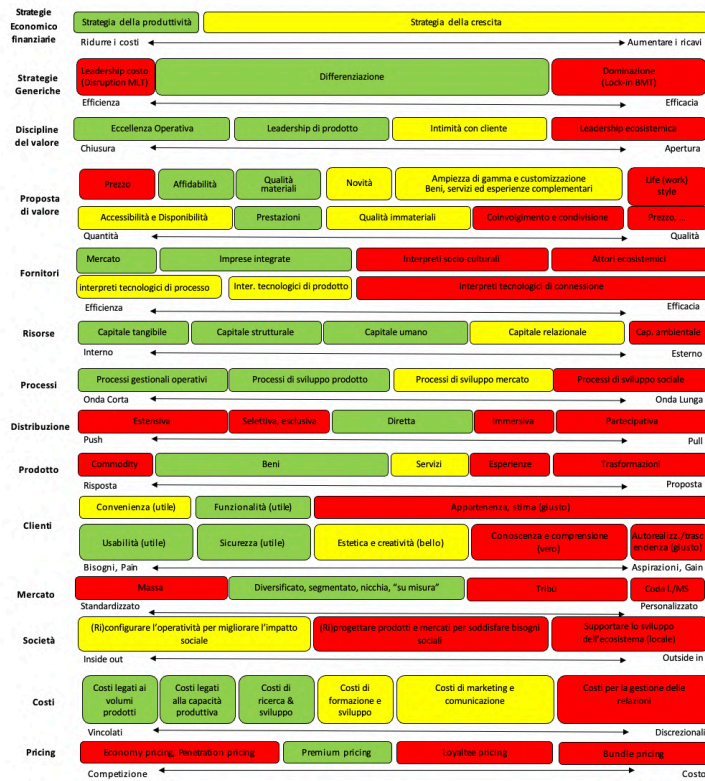 Strategie
Economico
finanziarie
Strategia della produttività
Strategia della crescita
Ridurre i costi
Aumentare i ricavi
Strategie
Generiche
Leadership costo
(Disruption MLT)
Differenziazione
Dominazione
(Lock-in BMT)
Efficienza
Efficacia
Discipline
del valore
Eccellenza Operativa
Leadership di prodotto
Intimità con cliente
Leadership ecosistemica
Chiusura
Apertura
Proposta
di valore
Prezzo
Affidabilità
Qualità
materiali
Novità
Ampiezza di gamma e customizzazione
Beni, servizi ed esperienze complementari
Life (work)
style
Accessibilità e Disponibilità
Prestazioni
Qualità immateriali
Coinvolgimento e condivisione
Prezzo, ...
Quantità
Qualità
Fornitori
Mercato
Imprese integrate
Interpreti socio-culturali
Attori ecosistemici
interpreti tecnologici di processo
Inter. tecnologici di prodotto
Interpreti tecnologici di connessione
Efficienza
Efficacia
Risorse
Capitale tangibile
Capitale strutturale
Capitale umano
Capitale relazionale
Cap. ambientale
Interno
Esterno
Processi
Processi gestionali operativi
Processi di sviluppo prodotto
Processi di sviluppo mercato
Processi di sviluppo sociale
Onda Corta
Onda Lunga
Distribuzione
Estensiva
Selettiva, esclusiva
Diretta
Immersiva
Partecipativa
Push
Pull
Prodotto
Commodity
Beni
Servizi
Esperienze
Trasformazioni
Risposta
Proposta
Clienti
Convenienza (utile)
Funzionalità (utile)
Appartenenza, stima (giusto)
Usabilità (utile)
Sicurezza (utile)
Estetica e creatività (bello)
Conoscenza e comprensione
(vero)
Autorealizz./trasc
endenza (giusto)
Bisogni, Pain
Aspirazioni, Gain
Mercato
Massa
Diversificato, segmentato, nicchia, "su misura"
Tribù
Coda l./MS
Standardizzato
Personalizzato
Società
(Ri)configurare l'operatività per migliorare l'impatto
sociale
(Ri)progettare prodotti e mercati per soddisfare bisogni
sociali
Supportare lo sviluppo
dell'ecosistema (locale)
Inside out
Outside in
Costi
Costi legati ai
volumi
prodotti
Costi legati
alla capacità
produttiva
Costi di
ricerca &
sviluppo
Costi di
formazione e
sviluppo
Costi di marketing e
comunicazione
Costi per la gestione delle
relazioni
Vincolati
Discrezionali
Pricing
Economy pricing, Penetration pricing
Premium pricing
Loyaltee pricing
Bundle pricing
Competizione
Costo